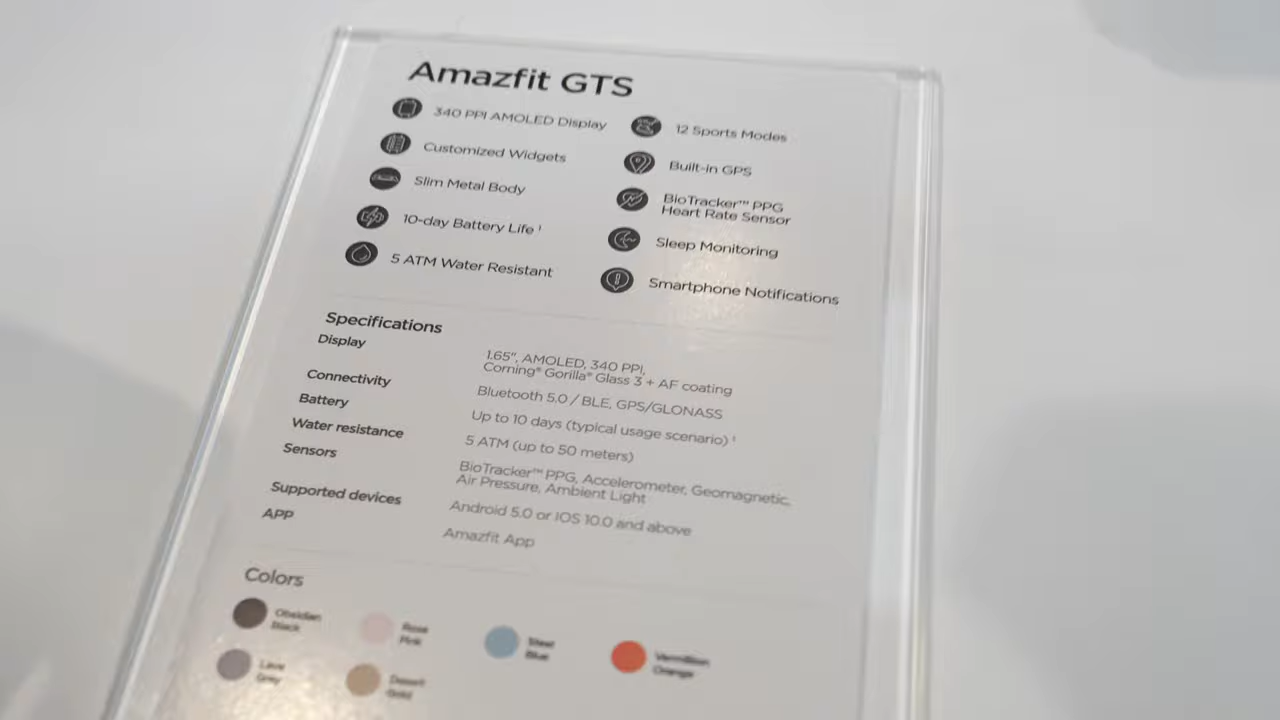 Amazfit GTS
340 PPI AMOLED Display
12 Sports Modes
Customized Widgets
Built-in GPS
Slim Metal Body
BioTracker™ PPG
Heart Rate Sensor
10-day Battery Life ¹
Sleep Monitoring
5 ATM Water Resistant
Smartphone Notifications
Specifications
Display
1.65", AMOLED, 340 PPI,
Corning® Gorilla® Glass 3 + AF coating
Connectivity
Bluetooth 5.0 / BLE, GPS/GLONASS
Battery
Up to 10 days (typical usage scenario) ¹
Water resistance
5 ATM (up to 50 meters)
Sensors
BioTracker™ PPG, Accelerometer, Geomagnetic,
Air Pressure, Ambient Light
Supported devices
Android 5.0 or IOS 10.0 and above
APP
Amazfit App
Colors
Obsidian
Black
Rose
Pink
Steel
Blue
Vermillion
Orange
Lava
Grey
Desert
Gold